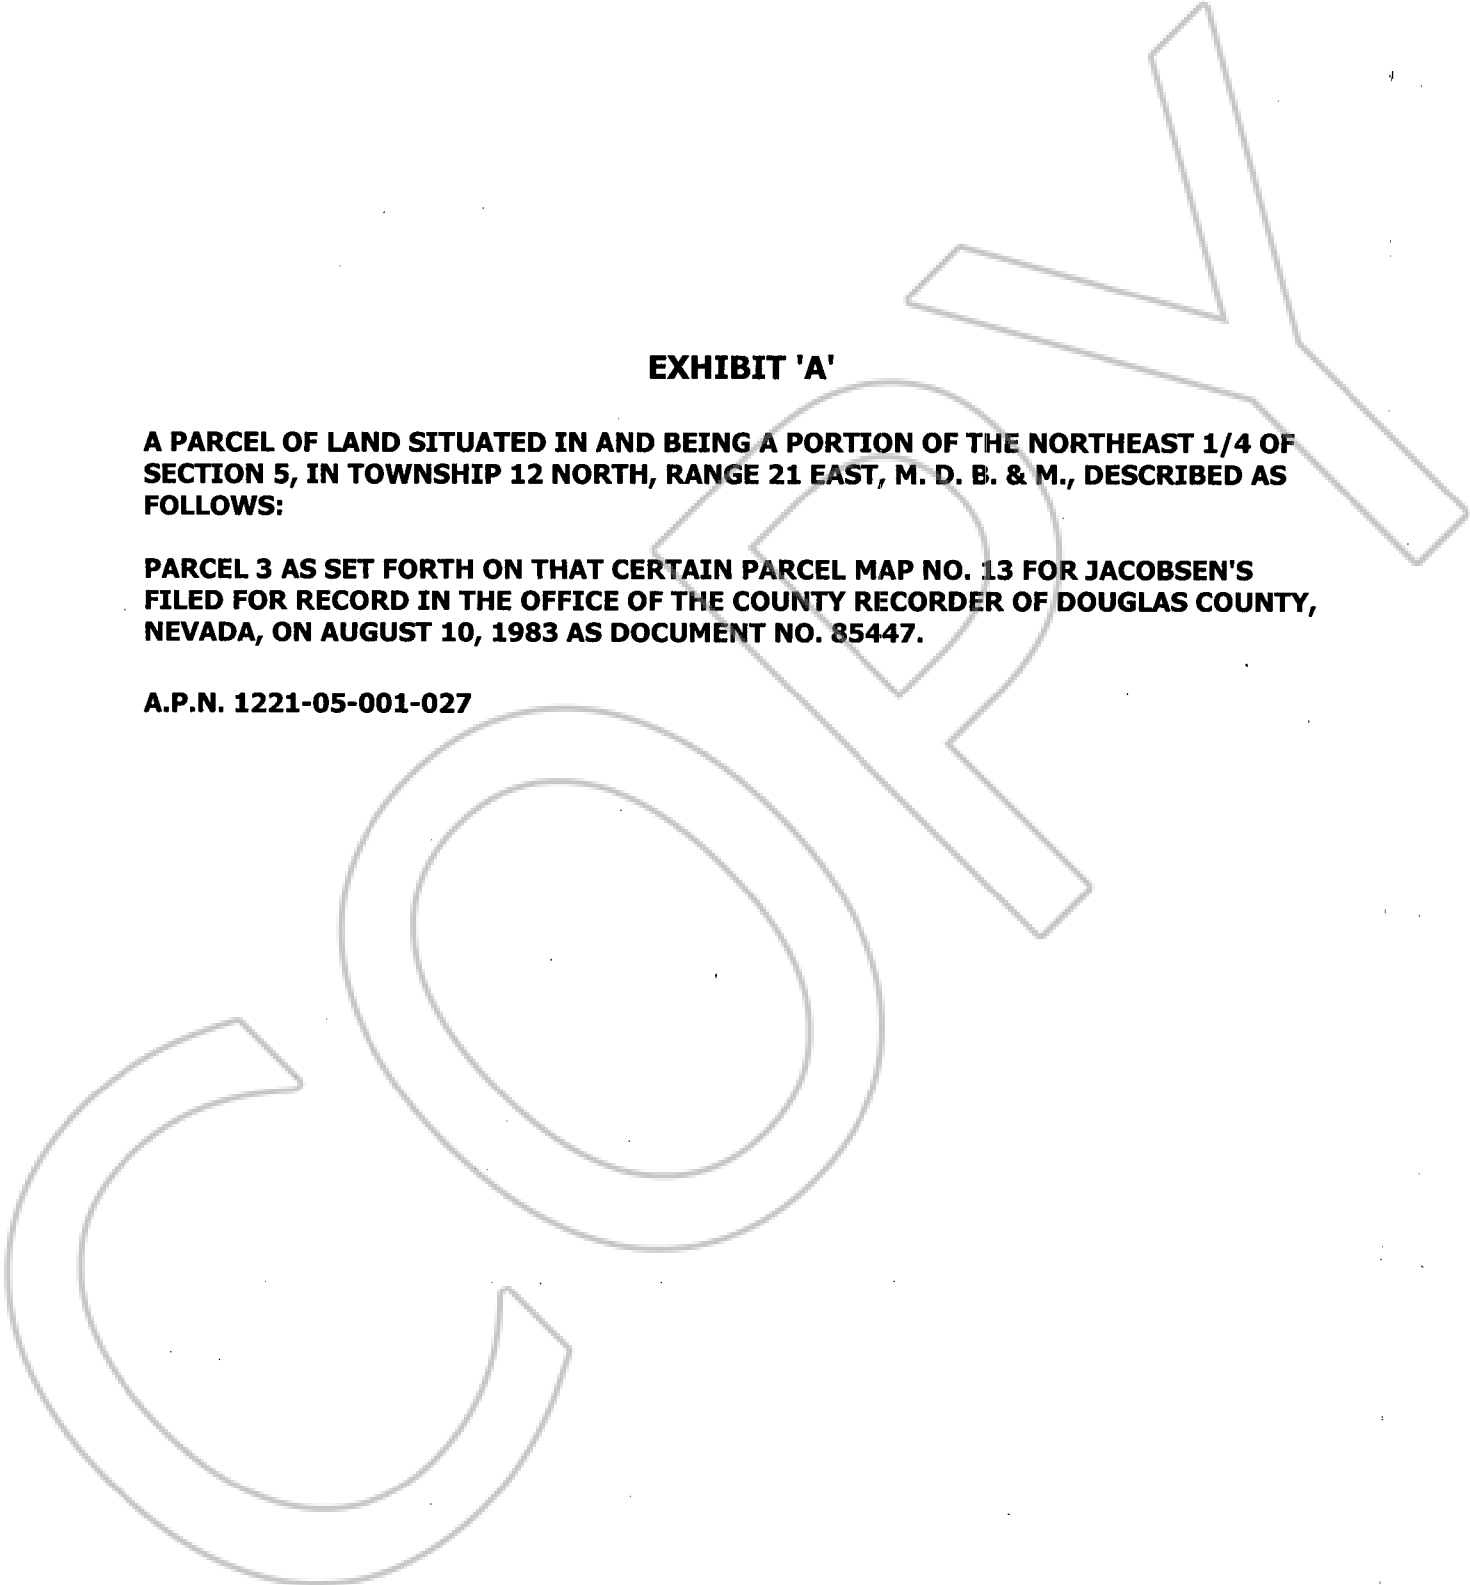 EXHIBIT 'A'
A PARCEL OF LAND SITUATED IN AND BEING A PORTION OF THE NORTHEAST 1/4 OF
SECTION 5, IN TOWNSHIP 12 NORTH, RANGE 21 EAST, M. D. B. & M., DESCRIBED AS
FOLLOWS:
PARCEL 3 AS SET FORTH ON THAT CERTAIN PARCEL MAP NO. 13 FOR JACOBSEN'S
FILED FOR RECORD IN THE OFFICE OF THE COUNTY RECORDER OF DOUGLAS COUNTY,
NEVADA, ON AUGUST 10, 1983 AS DOCUMENT NO. 85447.
A.P.N. 1221-05-001-027
COPY